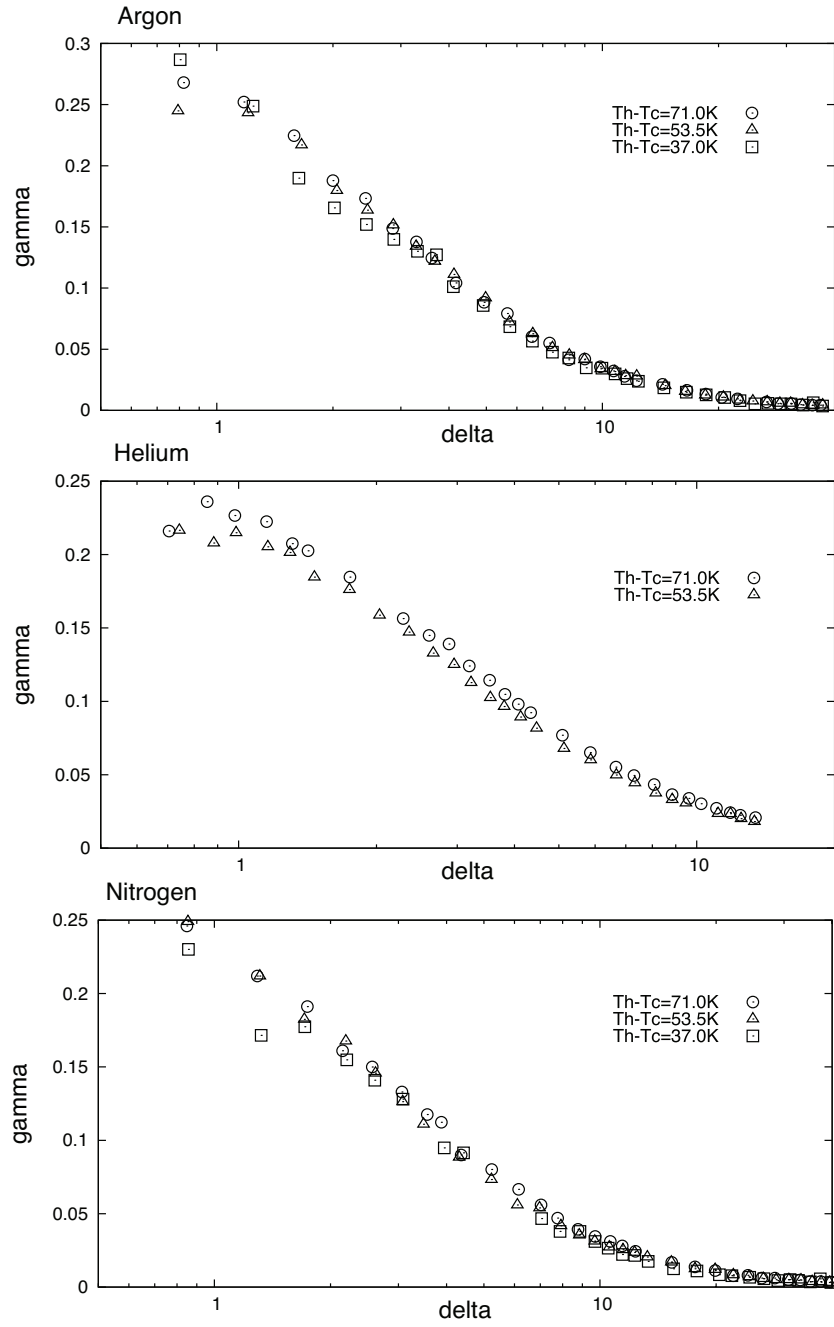 Argon
0.3
0.25
0.2
0.15
0.1
0.05
0
gamma
Th-Tc=71.0K
Th-Tc=53.5K
Th-Tc=37.0K
1
10
delta
Helium
0.25
0.2
0.15
0.1
0.05
0
gamma
Th-Tc=71.0K
Th-Tc=53.5K
1
10
delta
Nitrogen
0.25
0.2
0.15
0.1
0.05
0
gamma
Th-Tc=71.0K
Th-Tc=53.5K
Th-Tc=37.0K
1
10
delta